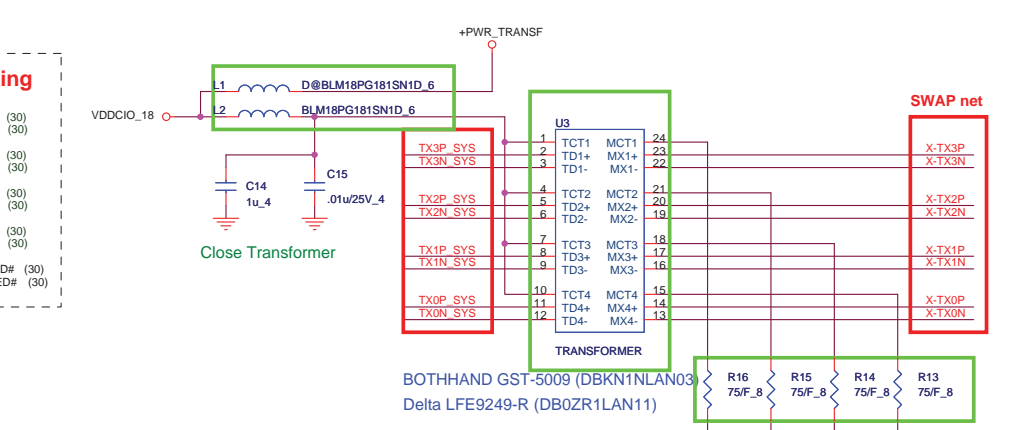 +PWR_TRANSF
ing
L1 D@BLM18PG181SN1D_6
VDDCIO_18
L2 BLM18PG181SN1D_6
SWAP net
(30)
(30)
(30)
(30)
(30)
(30)
(30)
(30)
D# (30)
ED# (30)
U3
1 TCT1 MCT1 24
TX3P_SYS 2 TD1+ MX1+ 23 X-TX3P
TX3N_SYS 3 TD1- MX1- 22 X-TX3N
C14
1u_4
C15
.01u/25V_4
4 TCT2 MCT2 21
TX2P_SYS 5 TD2+ MX2+ 20 X-TX2P
TX2N_SYS 6 TD2- MX2- 19 X-TX2N
Close Transformer
7 TCT3 MCT3 18
TX1P_SYS 8 TD3+ MX3+ 17 X-TX1P
TX1N_SYS 9 TD3- MX3- 16 X-TX1N
10 TCT4 MCT4 15
TX0P_SYS 11 TD4+ MX4+ 14 X-TX0P
TX0N_SYS 12 TD4- MX4- 13 X-TX0N
TRANSFORMER
BOTHHAND GST-5009 (DBKN1NLAN03)
Delta LFE9249-R (DB0ZR1LAN11)
R16
75/F_8
R15
75/F_8
R14
75/F_8
R13
75/F_8